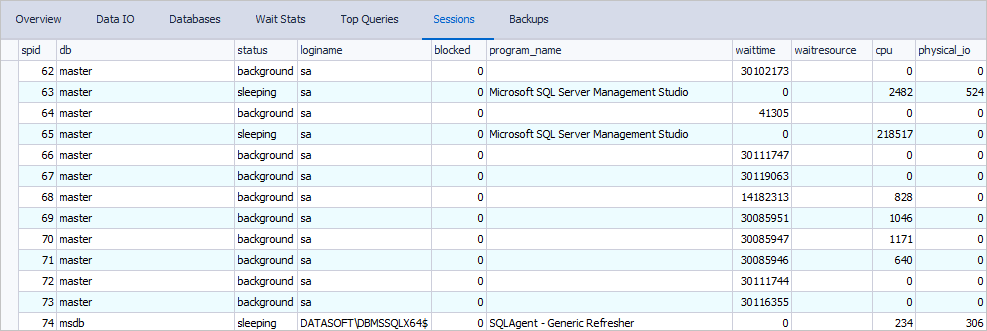 Overview Data IO Databases Wait Stats Top Queries Sessions Backups
spid db status loginame blocked program_name waittime waitresource cpu physical_io
62 master background sa 0 30102173 0 0
63 master sleeping sa 0 Microsoft SQL Server Management Studio 0 2482 524
64 master background sa 0 41305 0 0
65 master sleeping sa 0 Microsoft SQL Server Management Studio 0 218517 0
66 master background sa 0 30111747 0 0
67 master background sa 0 30119063 0 0
68 master background sa 0 14182313 828 0
69 master background sa 0 30085951 1046 0
70 master background sa 0 30085947 1171 0
71 master background sa 0 30085946 640 0
72 master background sa 0 30111744 0 0
73 master background sa 0 30116355 0 0
74 msdb sleeping DATASOFT\DBMSSQLX64$ 0 SQLAgent - Generic Refresher 0 234 306